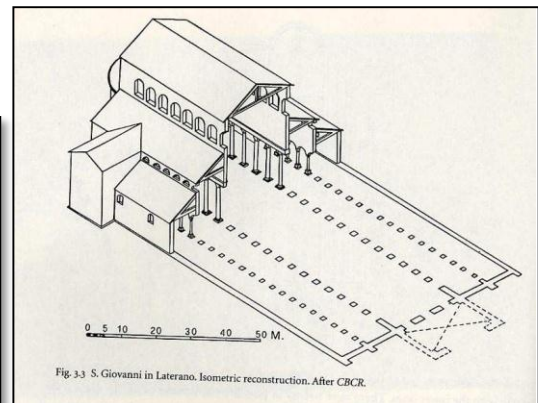 0 5 10 20 30 40 50 M.
Fig. 3.3 S. Giovanni in Laterano. Isometric reconstruction. After CBCR.